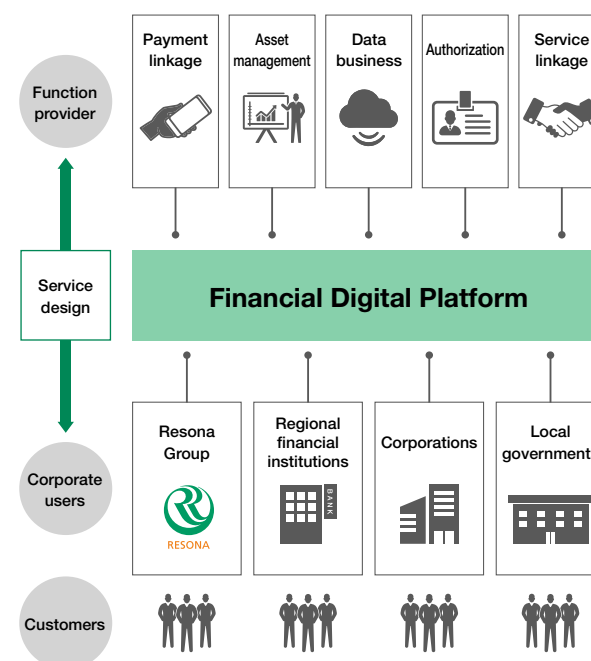 Payment
linkage
Asset
management
Data
business
Authorization
Service
linkage
Function
provider
Service
design
Financial Digital Platform
Resona
Group
RESONA
Regional
financial
institutions
BANK
Corporations
Local
government
Corporate
users
Customers